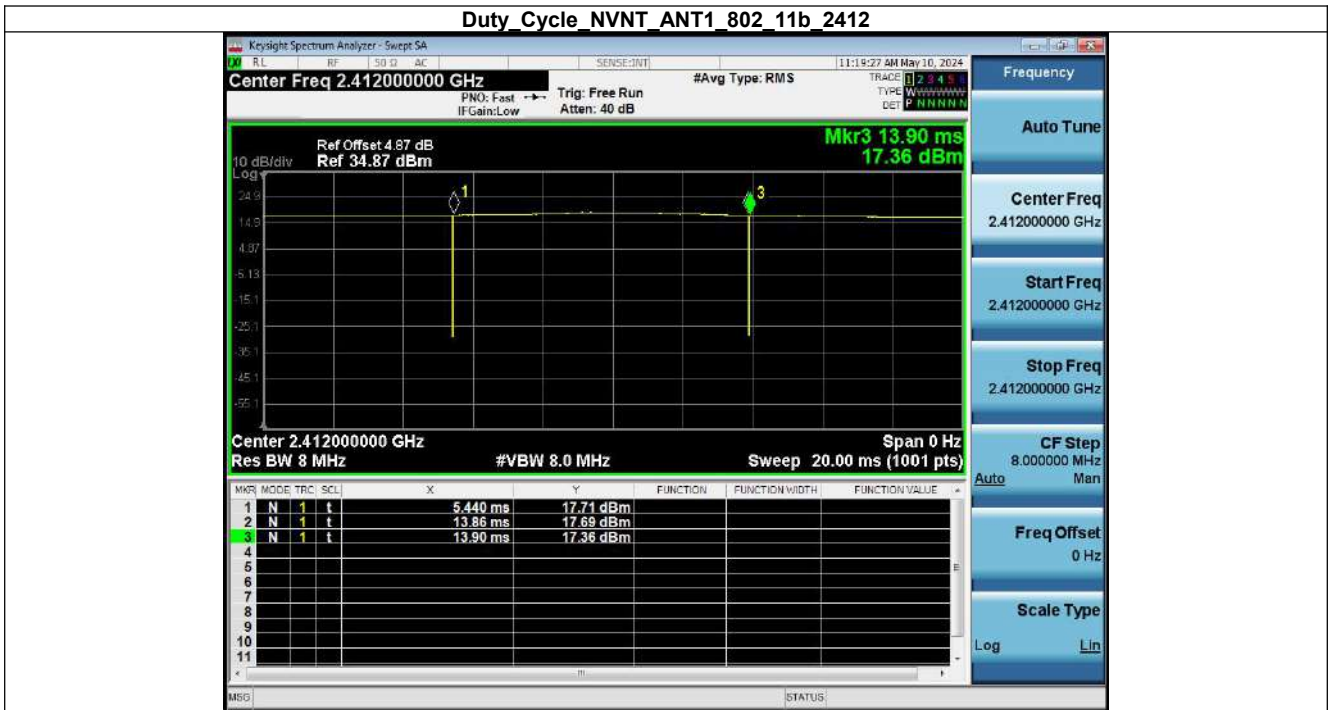 Duty_Cycle_NVNT_ANT1_802_11b_2412
Keysight Spectrum Analyzer - Swept SA
RL RF 50 Ω AC SENSE:INT 11:19:27 AM May 10, 2024
Center Freq 2.412000000 GHz #Avg Type: RMS TRACE 1 2 3 4 5 6
PNO: Fast Trig: Free Run TYPE WWWWWW
IFGain:Low Atten: 40 dB DET P N N N N N
Frequency
Auto Tune
Mkr3 13.90 ms
17.36 dBm
Ref Offset 4.87 dB
10 dB/div Ref 34.87 dBm
Log
24.9
14.9
4.87
-5.13
-15.1
-25.1
-35.1
-45.1
-55.1
1
3
Center 2.412000000 GHz Span 0 Hz
Res BW 8 MHz #VBW 8.0 MHz Sweep 20.00 ms (1001 pts)
Center Freq
2.412000000 GHz
Start Freq
2.412000000 GHz
Stop Freq
2.412000000 GHz
CF Step
8.000000 MHz
Auto Man
Freq Offset
0 Hz
Scale Type
Log Lin
MKR MODE TRC SCL X Y FUNCTION FUNCTION WIDTH FUNCTION VALUE
1 N 1 t 5.440 ms 17.71 dBm
2 N 1 t 13.86 ms 17.69 dBm
3 N 1 t 13.90 ms 17.36 dBm
4
5
6
7
8
9
10
11
MSG STATUS